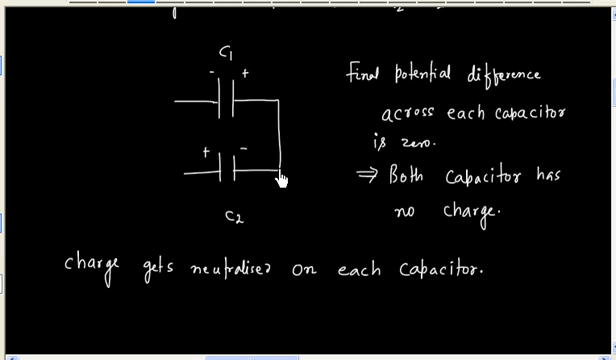 C1
- +
Final potential difference
across each capacitor
is zero.
+ -
⇒ Both capacitor has
no charge.
C2
charge gets neutralised on each capacitor.